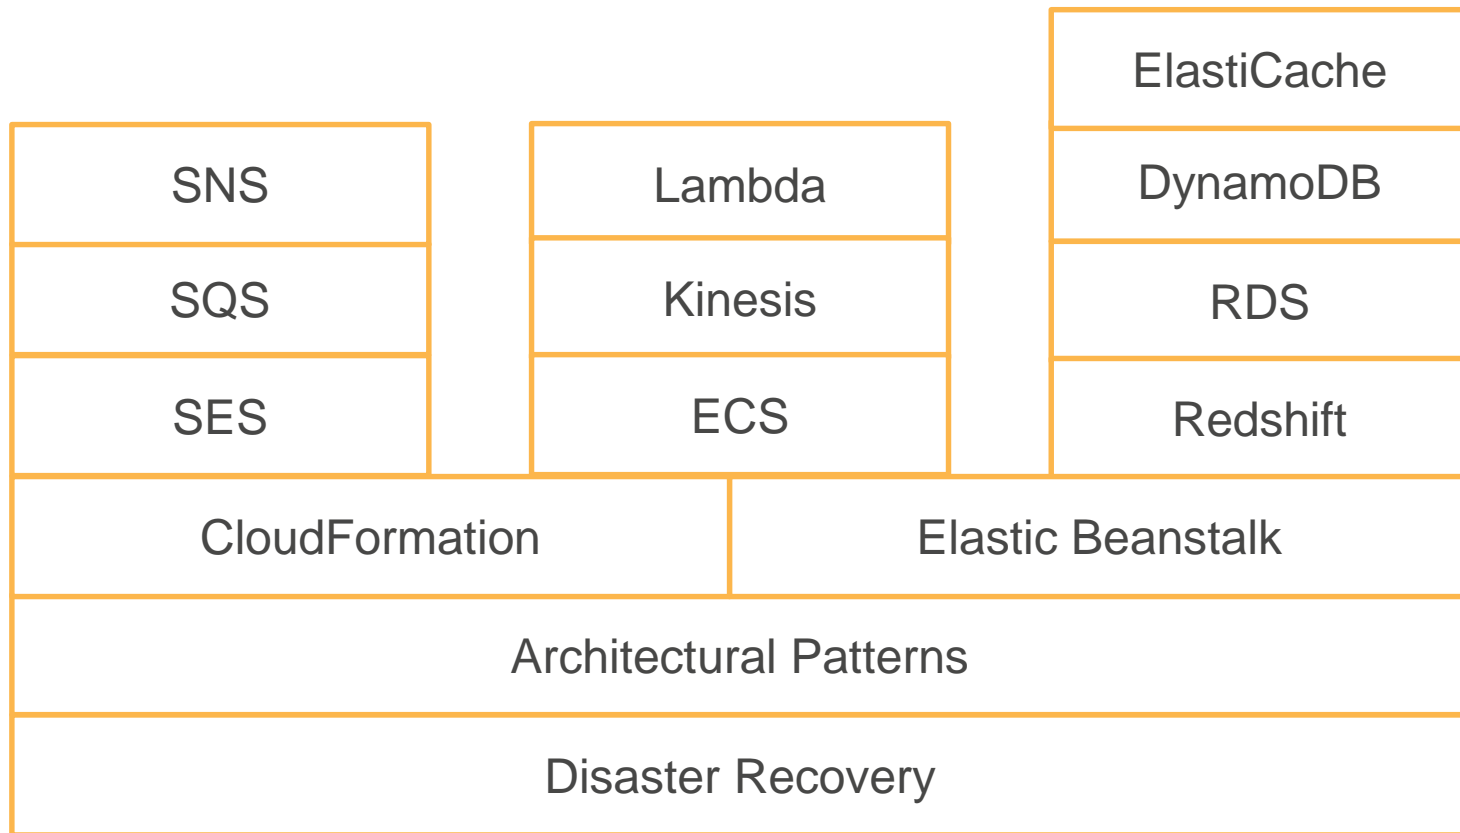 ElastiCache
SNS
Lambda
DynamoDB
SQS
Kinesis
RDS
SES
ECS
Redshift
CloudFormation
Elastic Beanstalk
Architectural Patterns
Disaster Recovery